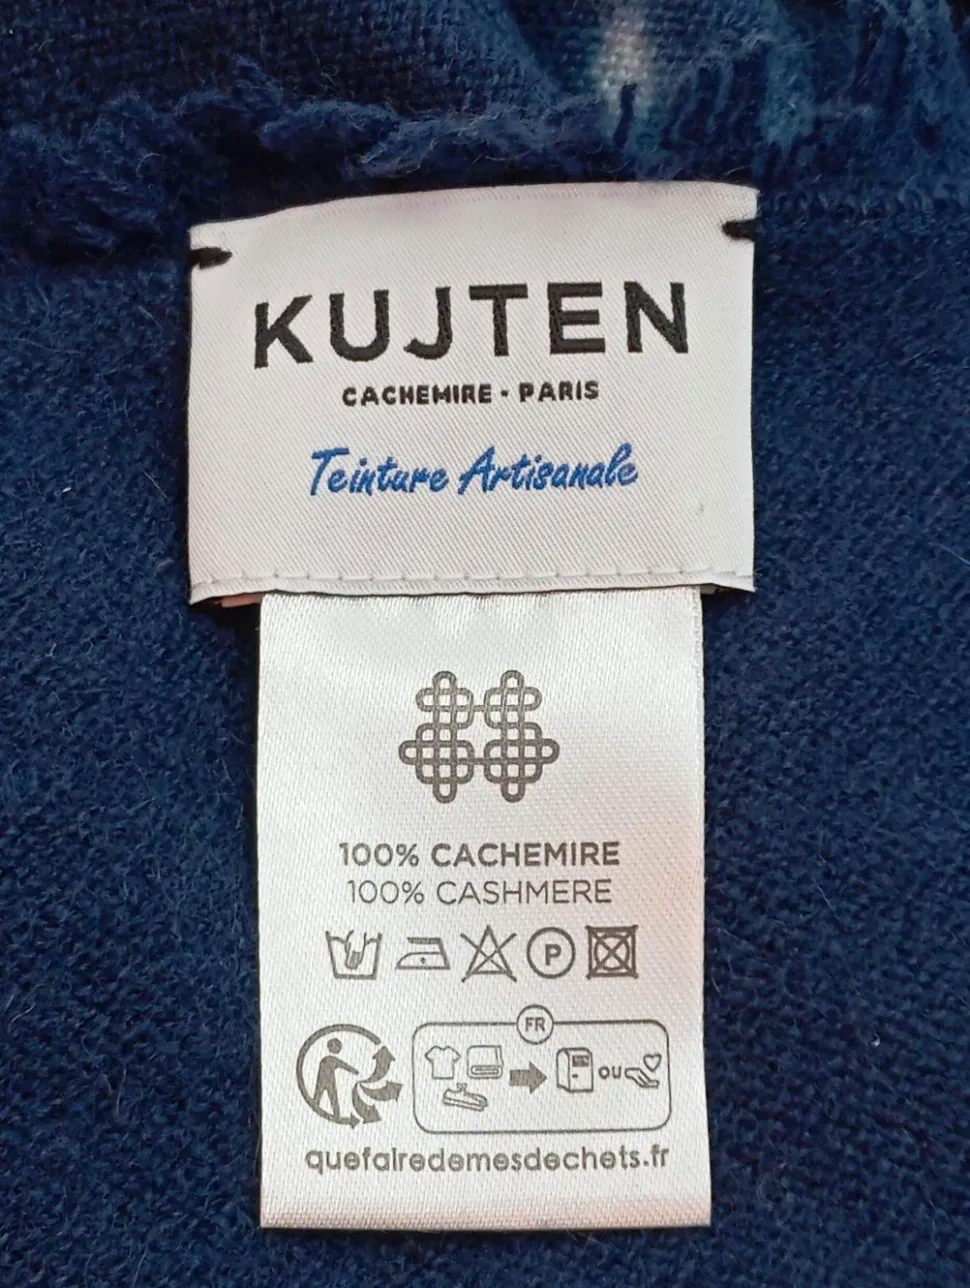 KUJTEN
CACHEMIRE • PARIS
Teinture Artisanale
100% CACHEMIRE
100% CASHMERE
P
FR
OU
quefairedemesdechets.fr